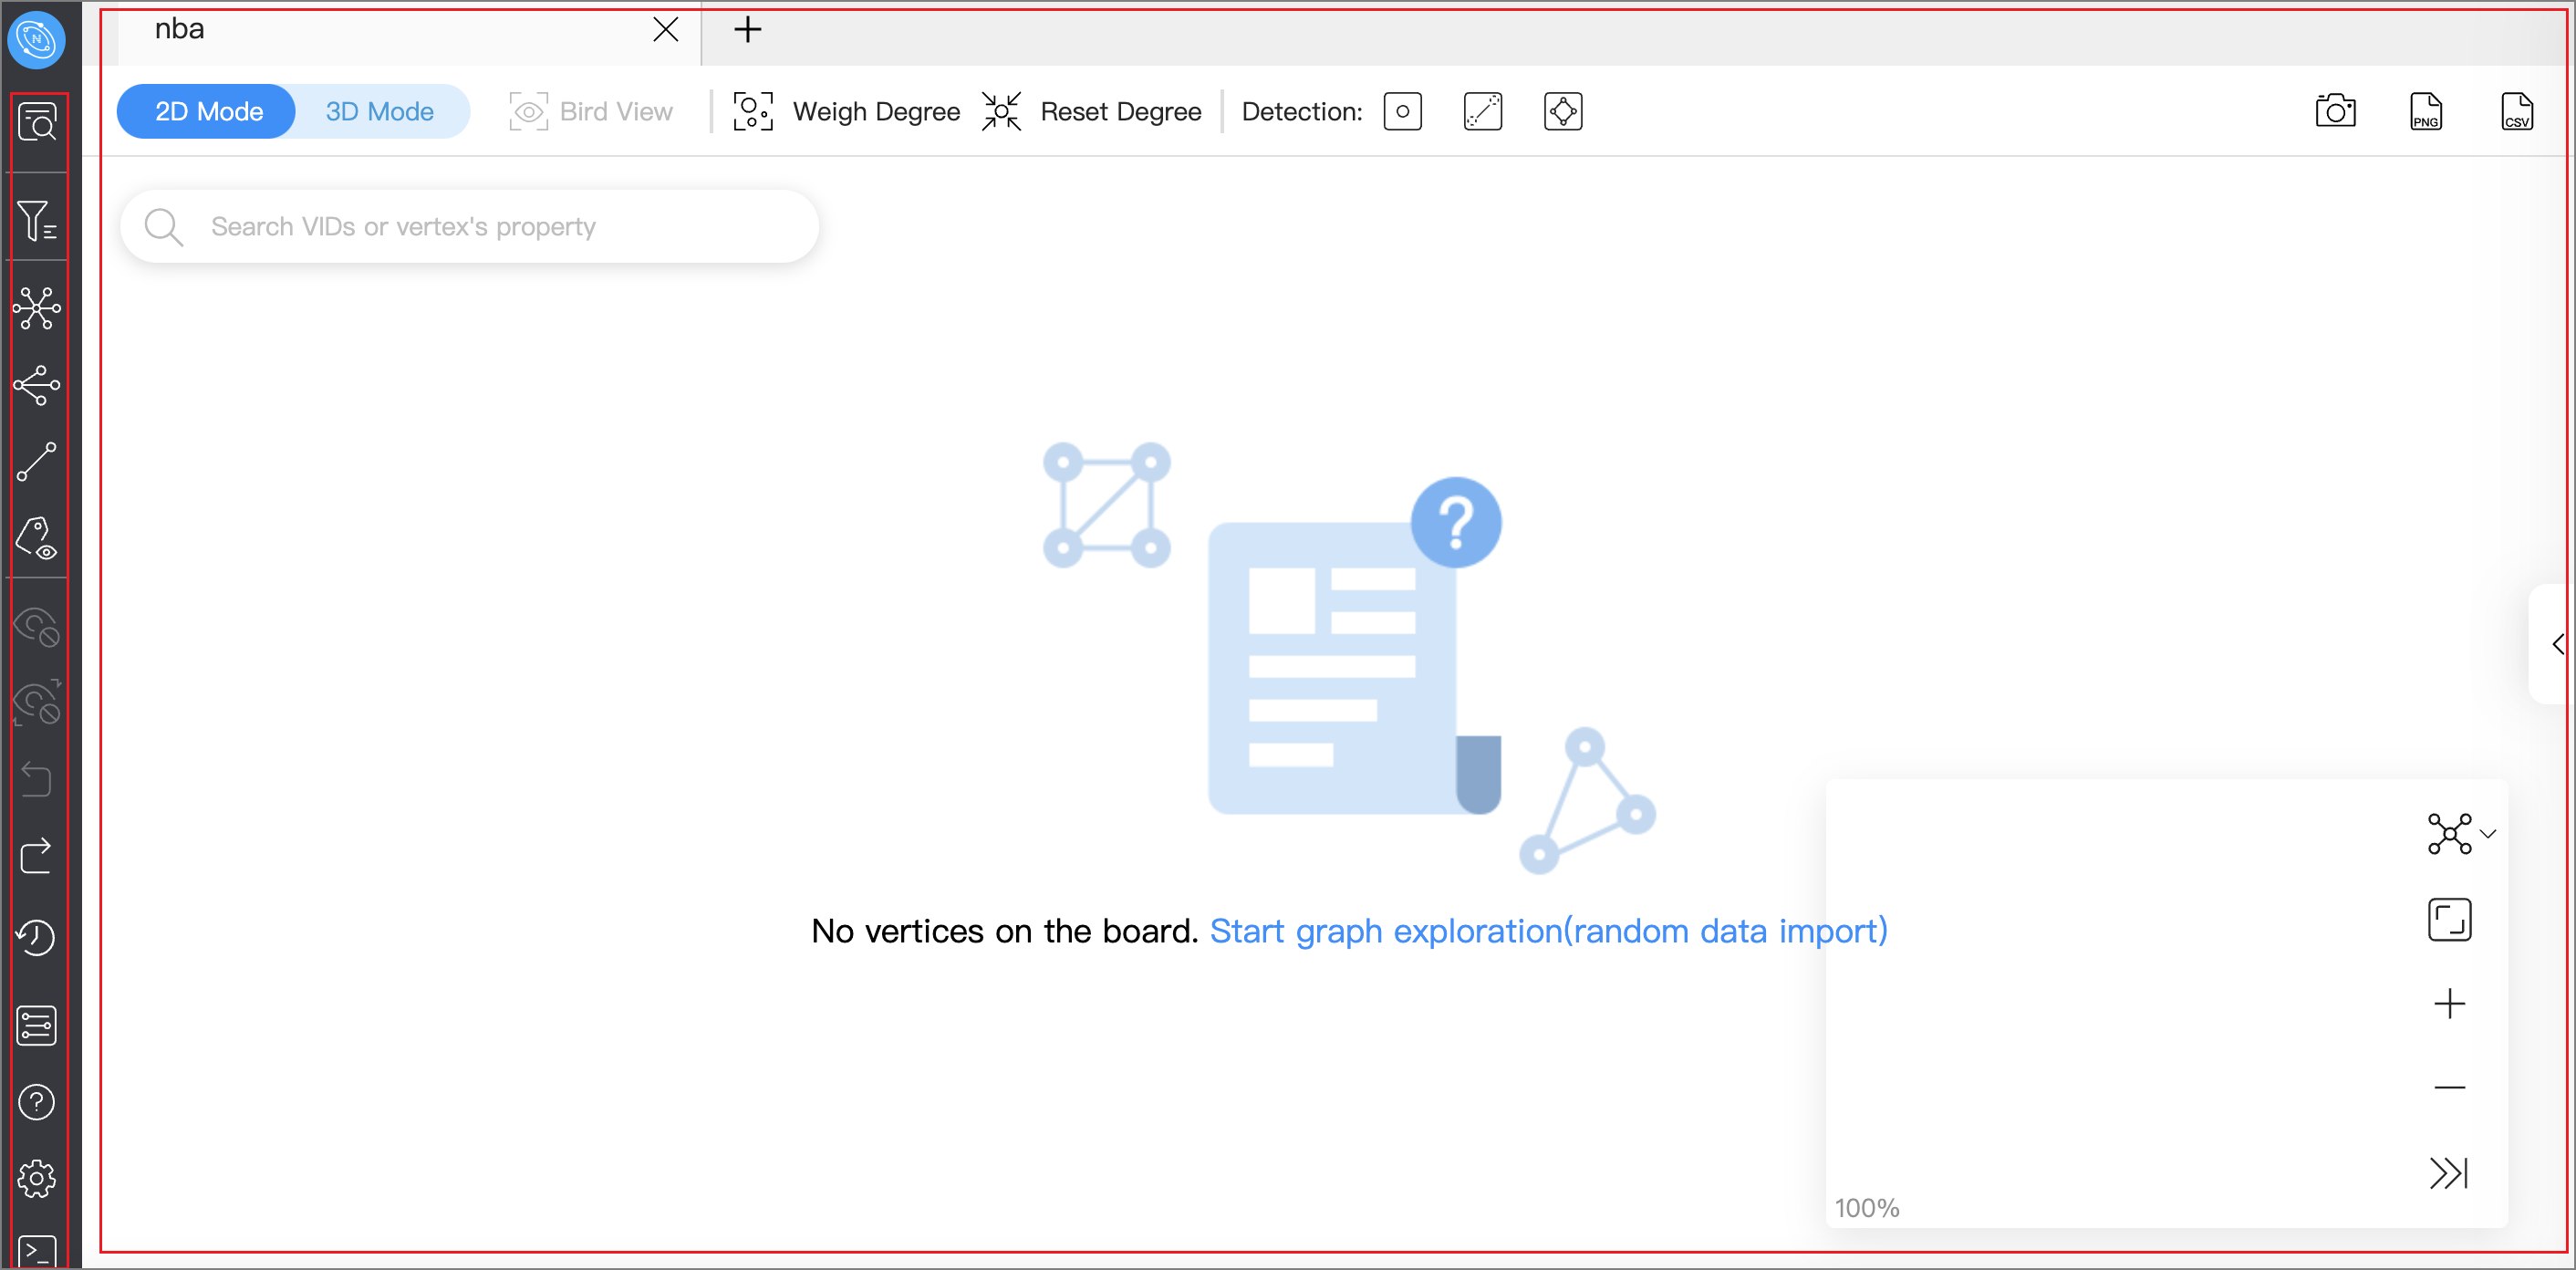 nba
2D Mode 3D Mode Bird View Weigh Degree Reset Degree Detection:
PNG CSV
Search VIDs or vertex's property
?
No vertices on the board. Start graph exploration(random data import)
?
100%